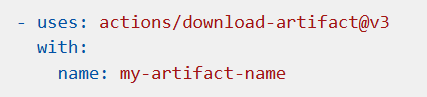 - uses: actions/download-artifact@v3
  with:
    name: my-artifact-name